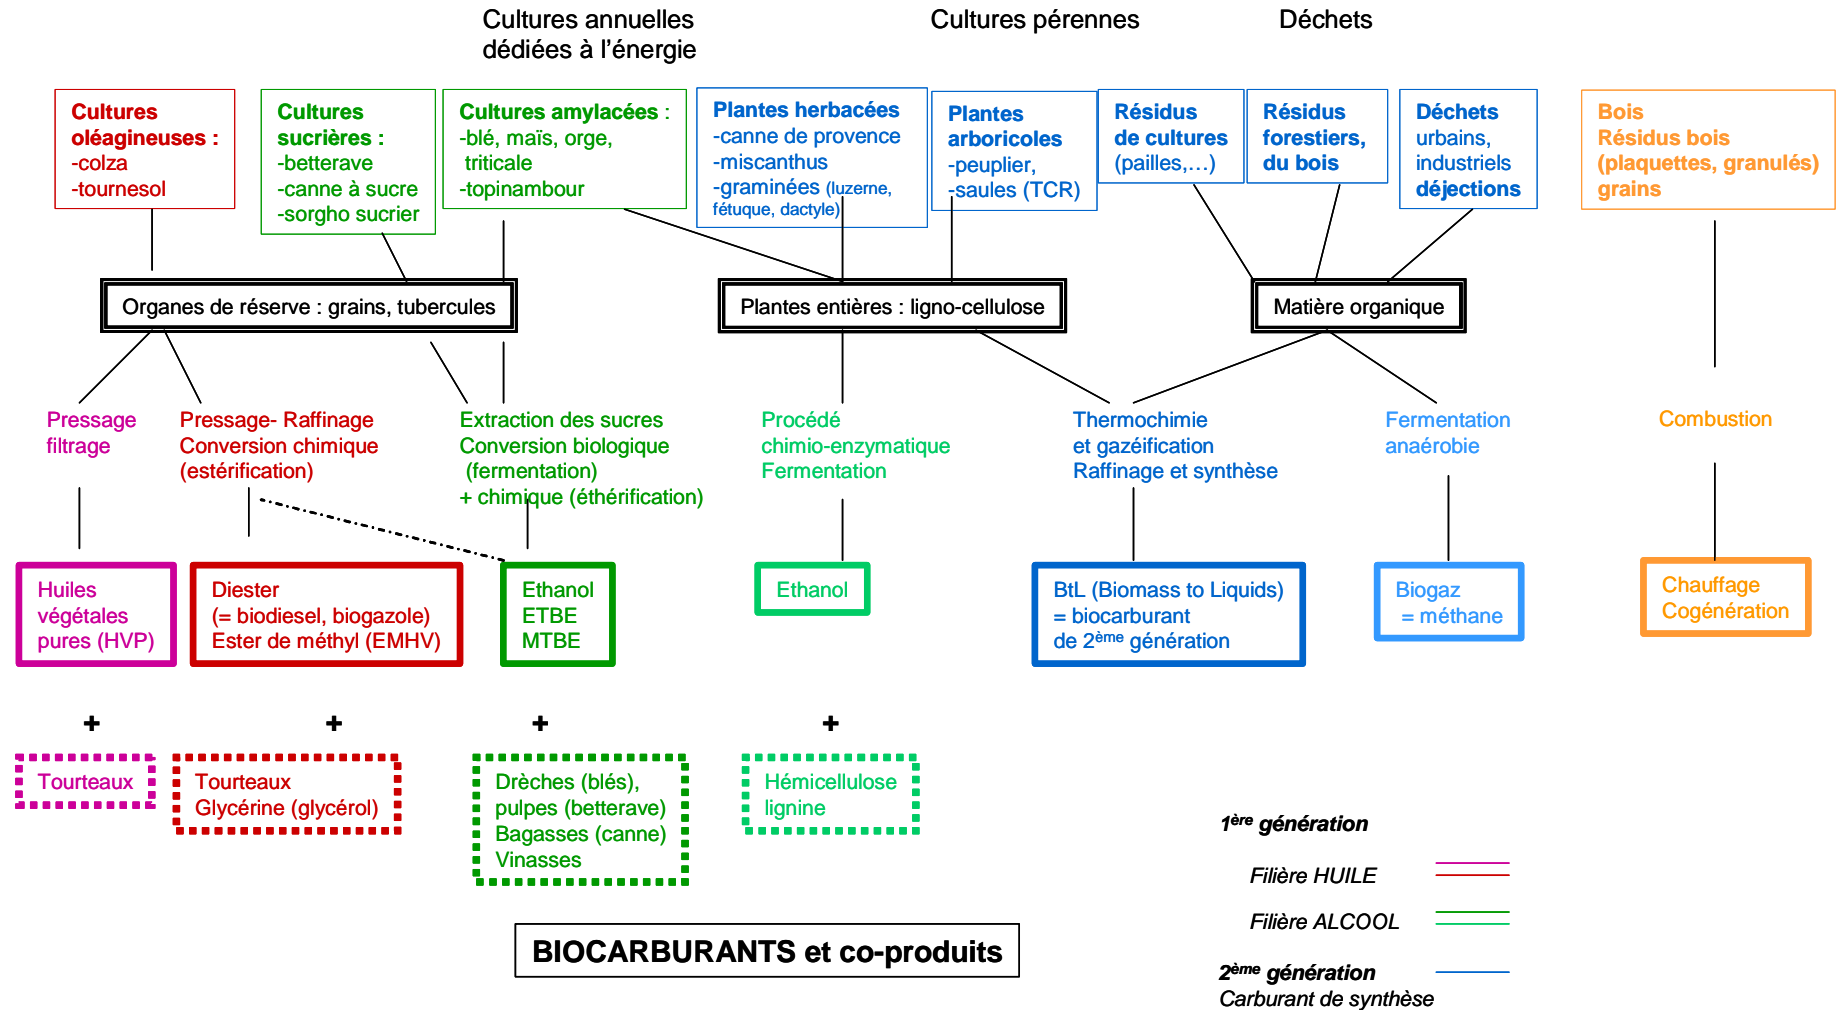 Cultures annuelles
dédiées à l'énergie
Cultures pérennes
Déchets
Cultures
oléagineuses :
-colza
-tournesol
Cultures
sucrières :
-betterave
-canne à sucre
-sorgho sucrier
Cultures amylacées :
-blé, maïs, orge,
triticale
-topinambour
Plantes herbacées
-canne de provence
-miscanthus
-graminées (luzerne,
fétuque, dactyle)
Plantes
arboricoles
-peuplier,
-saules (TCR)
Résidus
de cultures
(pailles,...)
Résidus
forestiers,
du bois
Déchets
urbains,
industriels
déjections
Bois
Résidus bois
(plaquettes, granulés)
grains
Organes de réserve : grains, tubercules
Plantes entières : ligno-cellulose
Matière organique
Pressage
filtrage
Pressage- Raffinage
Conversion chimique
(estérification)
Extraction des sucres
Conversion biologique
(fermentation)
+ chimique (éthérification)
Procédé
chimio-enzymatique
Fermentation
Thermochimie
et gazéification
Raffinage et synthèse
Fermentation
anaérobie
Combustion
Huiles
végétales
pures (HVP)
Diester
(= biodiesel, biogazole)
Ester de méthyl (EMHV)
Ethanol
ETBE
MTBE
Ethanol
BtL (Biomass to Liquids)
= biocarburant
de 2ème génération
Biogaz
= méthane
Chauffage
Cogénération
+
+
+
+
Tourteaux
Tourteaux
Glycérine (glycérol)
Drèches (blés),
pulpes (betterave)
Bagasses (canne)
Vinasses
Hémicellulose
lignine
1ère génération
Filière HUILE
Filière ALCOOL
2ème génération
Carburant de synthèse
BIOCARBURANTS et co-produits